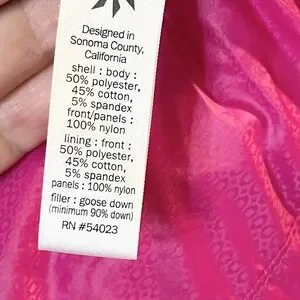 Designed in
Sonoma County,
California
shell : body :
50% polyester,
45% cotton,
5% spandex
front/panels :
100% nylon
lining : front :
50% polyester,
45% cotton,
5% spandex
panels : 100% nylon
filler : goose down
(minimum 90% down)
RN #54023